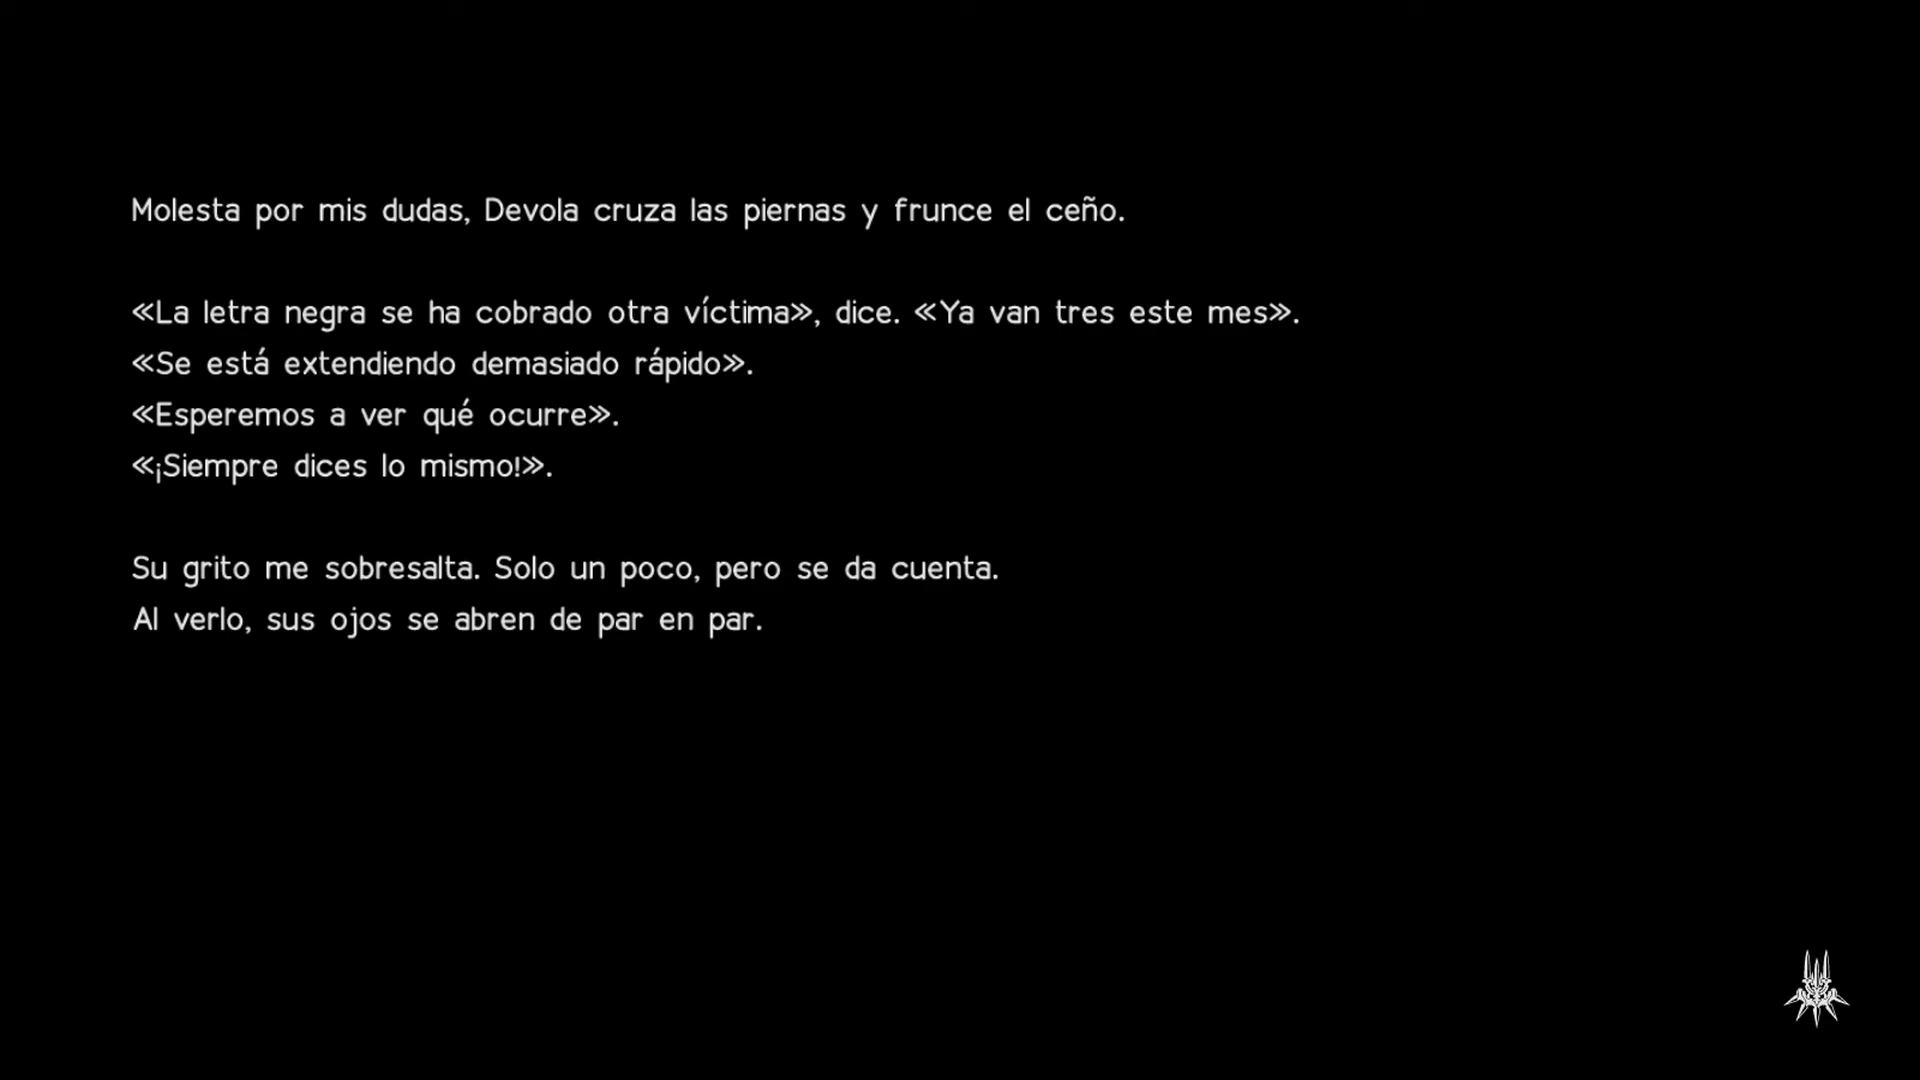 Molesta por mis dudas, Devola cruza las piernas y frunce el ceño.
«La letra negra se ha cobrado otra víctima», dice. «Ya van tres este mes».
«Se está extendiendo demasiado rápido».
«Esperemos a ver qué ocurre».
«¡Siempre dices lo mismo!».
Su grito me sobresalta. Solo un poco, pero se da cuenta.
Al verlo, sus ojos se abren de par en par.